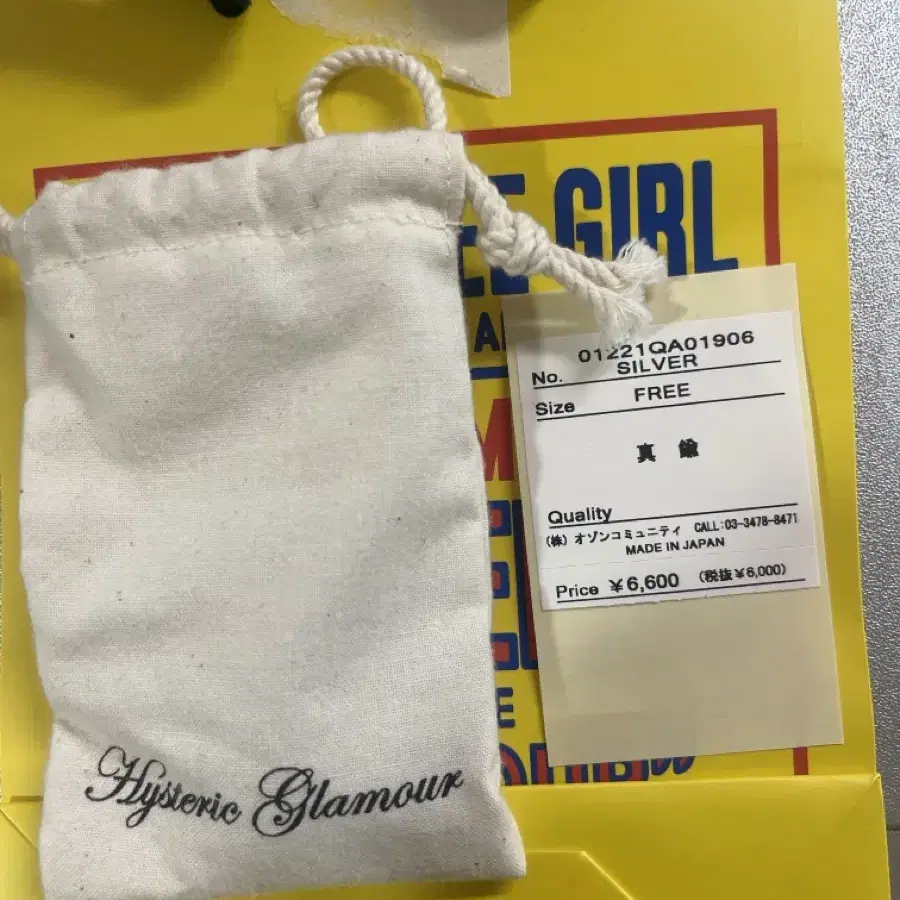 EE GIRL
A
M
01221QA01906
No. SILVER
Size FREE
真 鍮
Quality
(株) オゾンコミュニティ CALL:03-3478-8471
MADE IN JAPAN
Price ¥6,600 (税抜¥6,000)
E
Hysteric Glamour